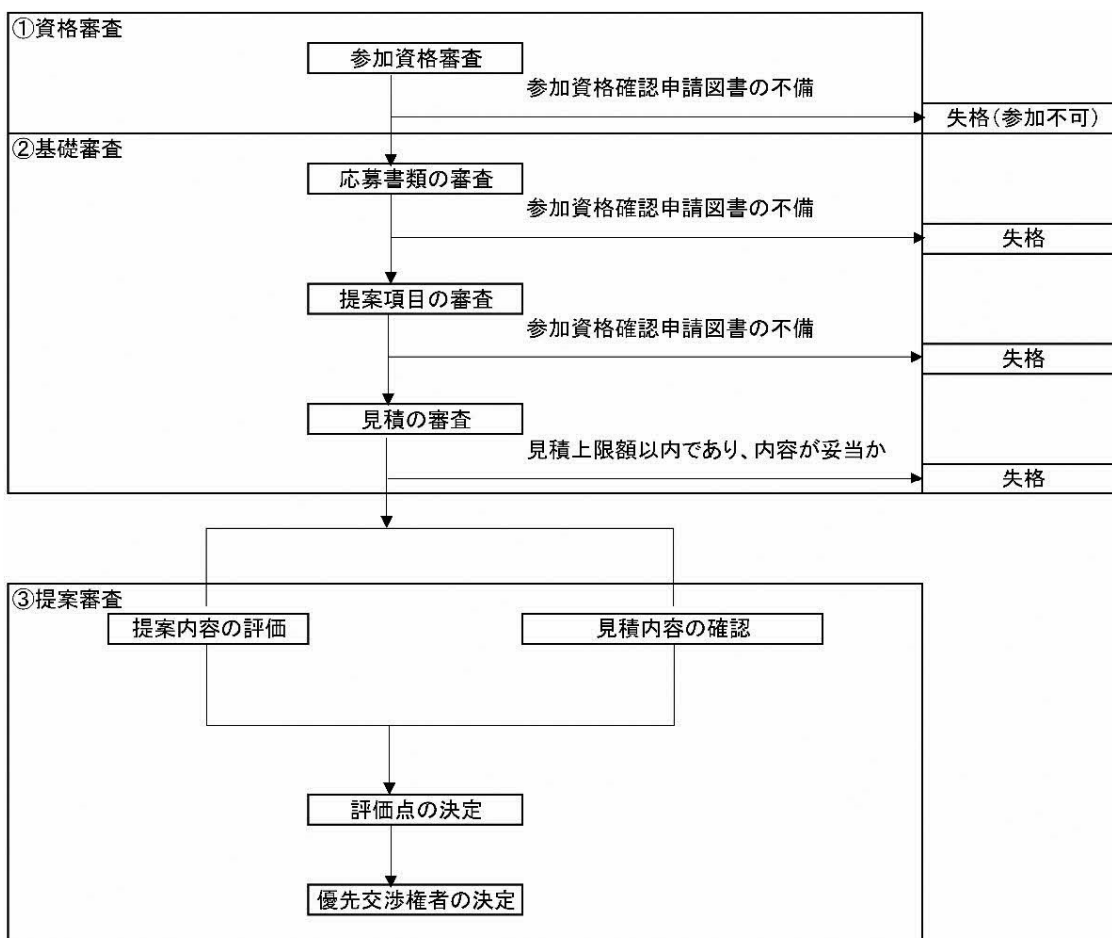 ①資格審査
参加資格審査
参加資格確認申請図書の不備
失格(参加不可)
②基礎審査
応募書類の審査
参加資格確認申請図書の不備
失格
提案項目の審査
参加資格確認申請図書の不備
失格
見積の審査
見積上限額以内であり、内容が妥当か
失格
③提案審査
提案内容の評価
見積内容の確認
評価点の決定
優先交渉権者の決定